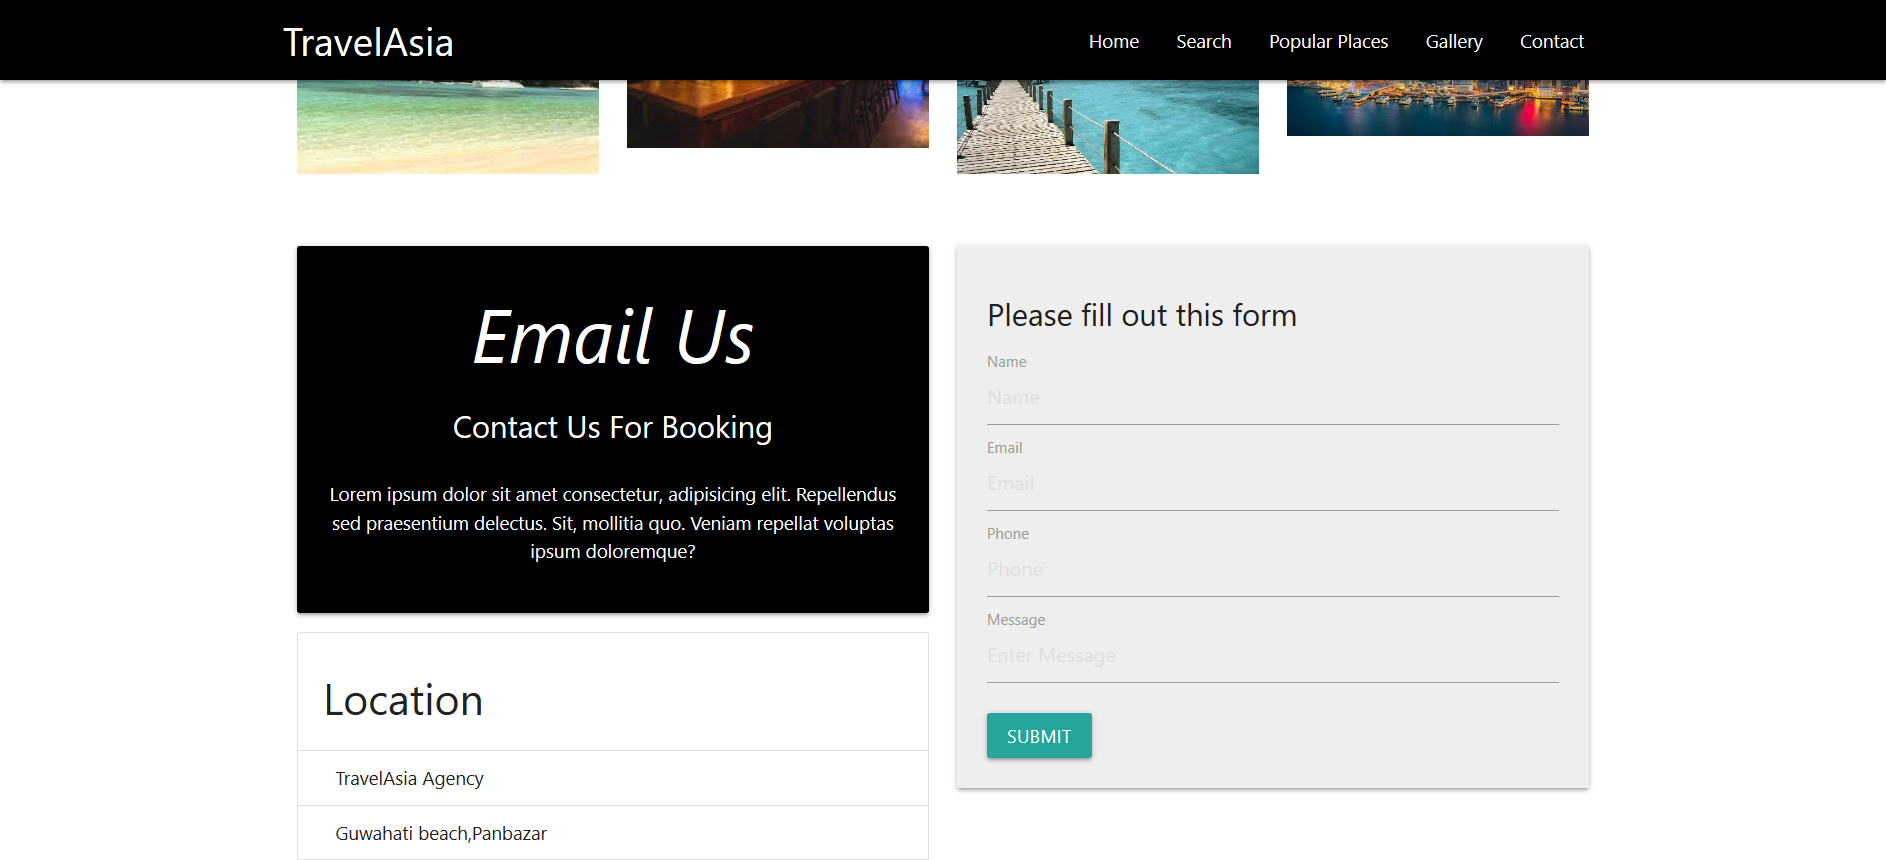 TravelAsia
Home
Search
Popular Places
Gallery
Contact
Email Us
Contact Us For Booking
Lorem ipsum dolor sit amet consectetur, adipisicing elit. Repellendus
sed praesentium delectus. Sit, mollitia quo. Veniam repellat voluptas
ipsum doloremque?
Location
TravelAsia Agency
Guwahati beach,Panbazar
Please fill out this form
Name
Name
Email
Email
Phone
Phone
Message
Enter Message
SUBMIT